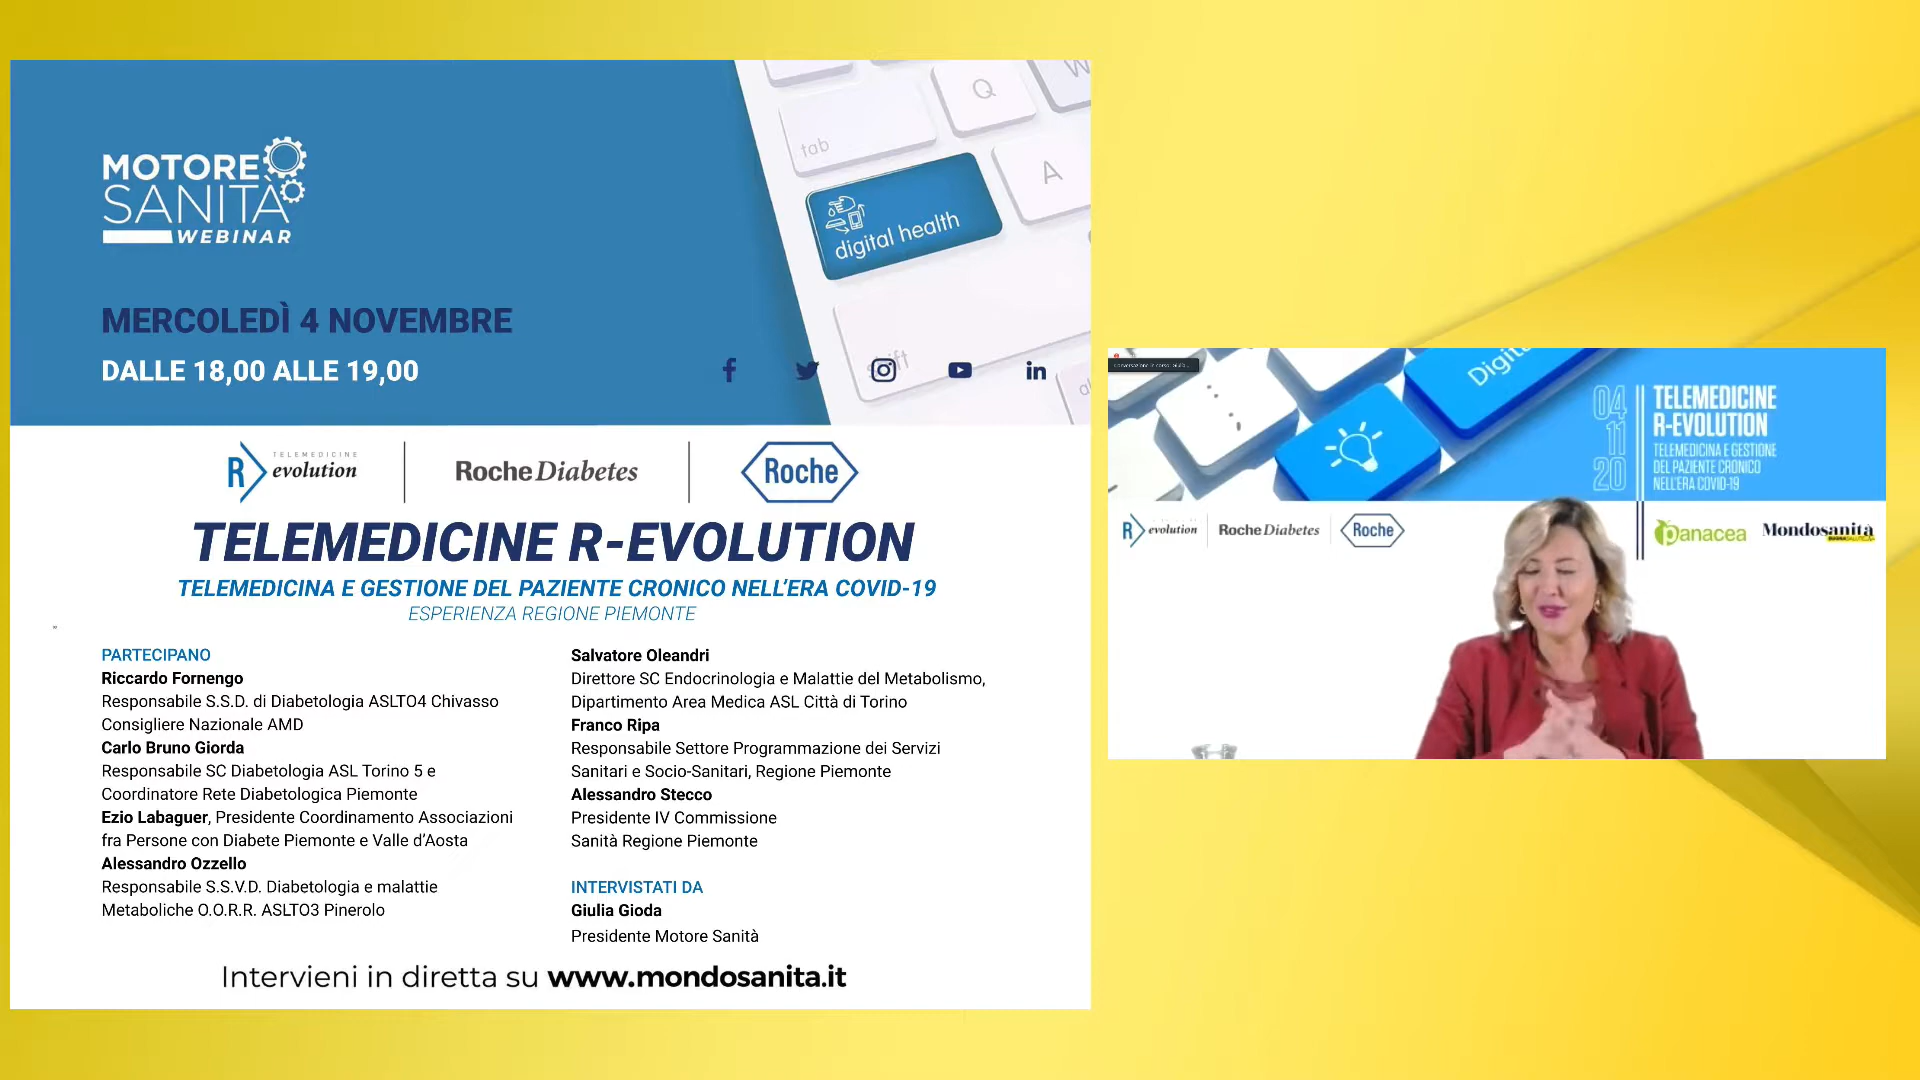 MOTORE
SANITÀ
WEBINAR
MERCOLEDÌ 4 NOVEMBRE
DALLE 18,00 ALLE 19,00
tab
Q
W
A
digital health
shift
R TELEMEDICINE
evolution
Roche Diabetes
Roche
TELEMEDICINE R-EVOLUTION
TELEMEDICINA E GESTIONE DEL PAZIENTE CRONICO NELL'ERA COVID-19
ESPERIENZA REGIONE PIEMONTE
PARTECIPANO
Riccardo Fornengo
Responsabile S.S.D. di Diabetologia ASLTO4 Chivasso
Consigliere Nazionale AMD
Carlo Bruno Giorda
Responsabile SC Diabetologia ASL Torino 5 e
Coordinatore Rete Diabetologica Piemonte
Ezio Labaguer, Presidente Coordinamento Associazioni
fra Persone con Diabete Piemonte e Valle d'Aosta
Alessandro Ozzello
Responsabile S.S.V.D. Diabetologia e malattie
Metaboliche O.O.R.R. ASLTO3 Pinerolo
Salvatore Oleandri
Direttore SC Endocrinologia e Malattie del Metabolismo,
Dipartimento Area Medica ASL Città di Torino
Franco Ripa
Responsabile Settore Programmazione dei Servizi
Sanitari e Socio-Sanitari, Regione Piemonte
Alessandro Stecco
Presidente IV Commissione
Sanità Regione Piemonte
INTERVISTATI DA
Giulia Gioda
Presidente Motore Sanità
Intervieni in diretta su www.mondosanita.it
Digita
04
11
20
TELEMEDICINE
R-EVOLUTION
TELEMEDICINA E GESTIONE
DEL PAZIENTE CRONICO
NELL'ERA COVID-19
R evolution
Roche Diabetes
Roche
panacea
Mondosanità